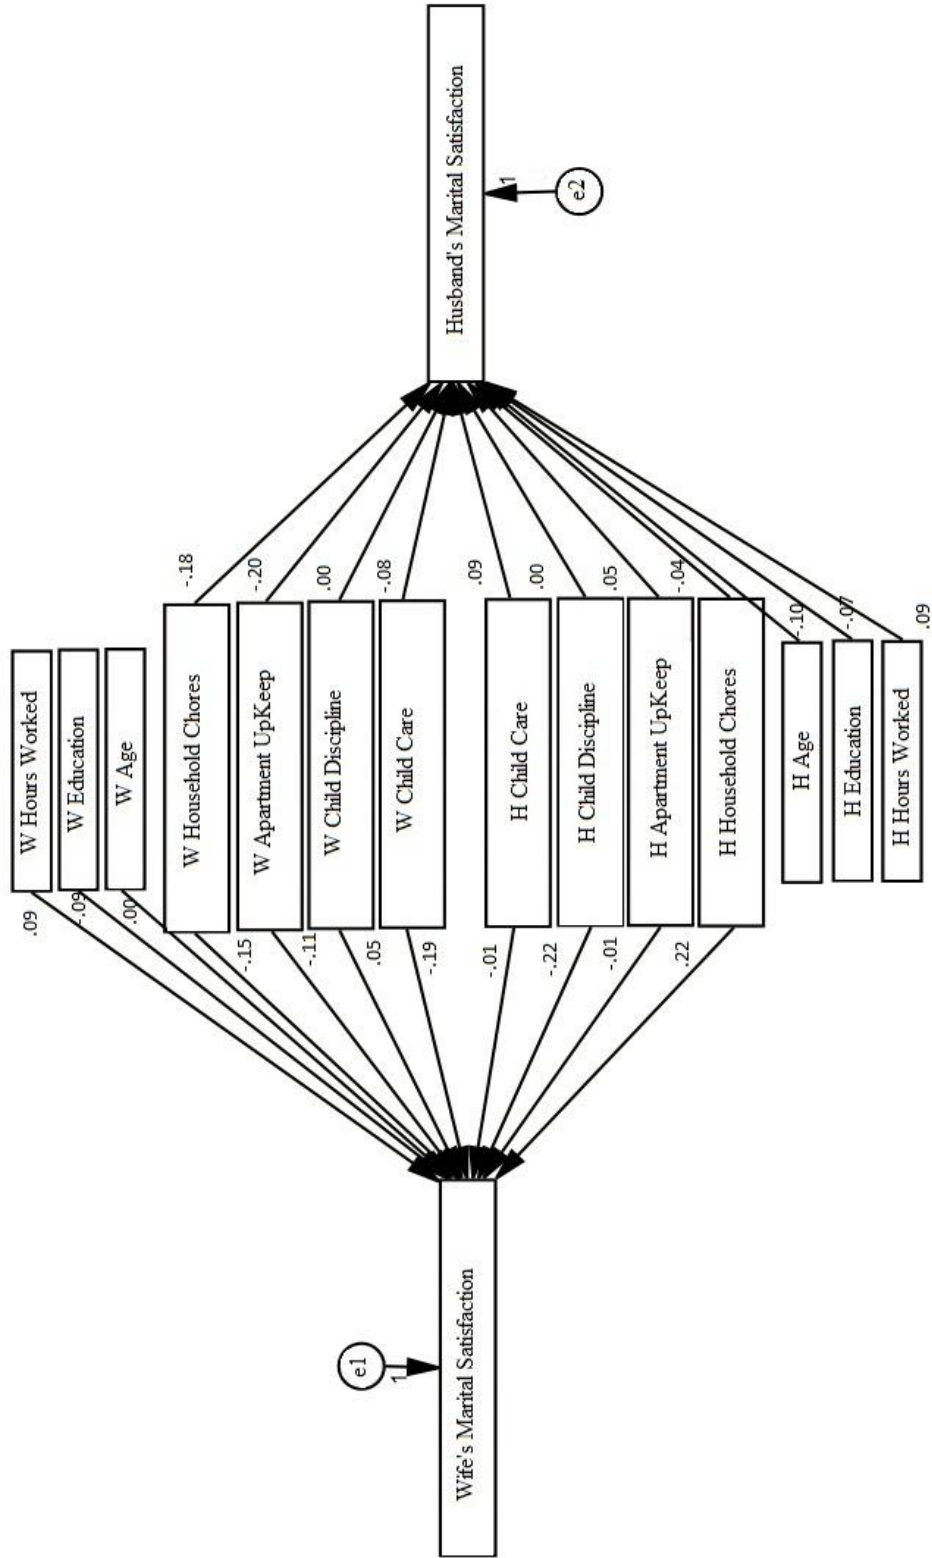 Husband's Marital Satisfaction
1
e2
-.18
-.20
.00
-.08
.09
.00
.05
-.04
-.10
-.07
.09
W Hours Worked
W Education
W Age
W Household Chores
W Apartment UpKeep
W Child Discipline
W Child Care
H Child Care
H Child Discipline
H Apartment UpKeep
H Household Chores
H Age
H Education
H Hours Worked
.09
-.09
.00
-.15
-.11
.05
-.19
-.01
-.22
-.01
.22
e1
1
Wife's Marital Satisfaction